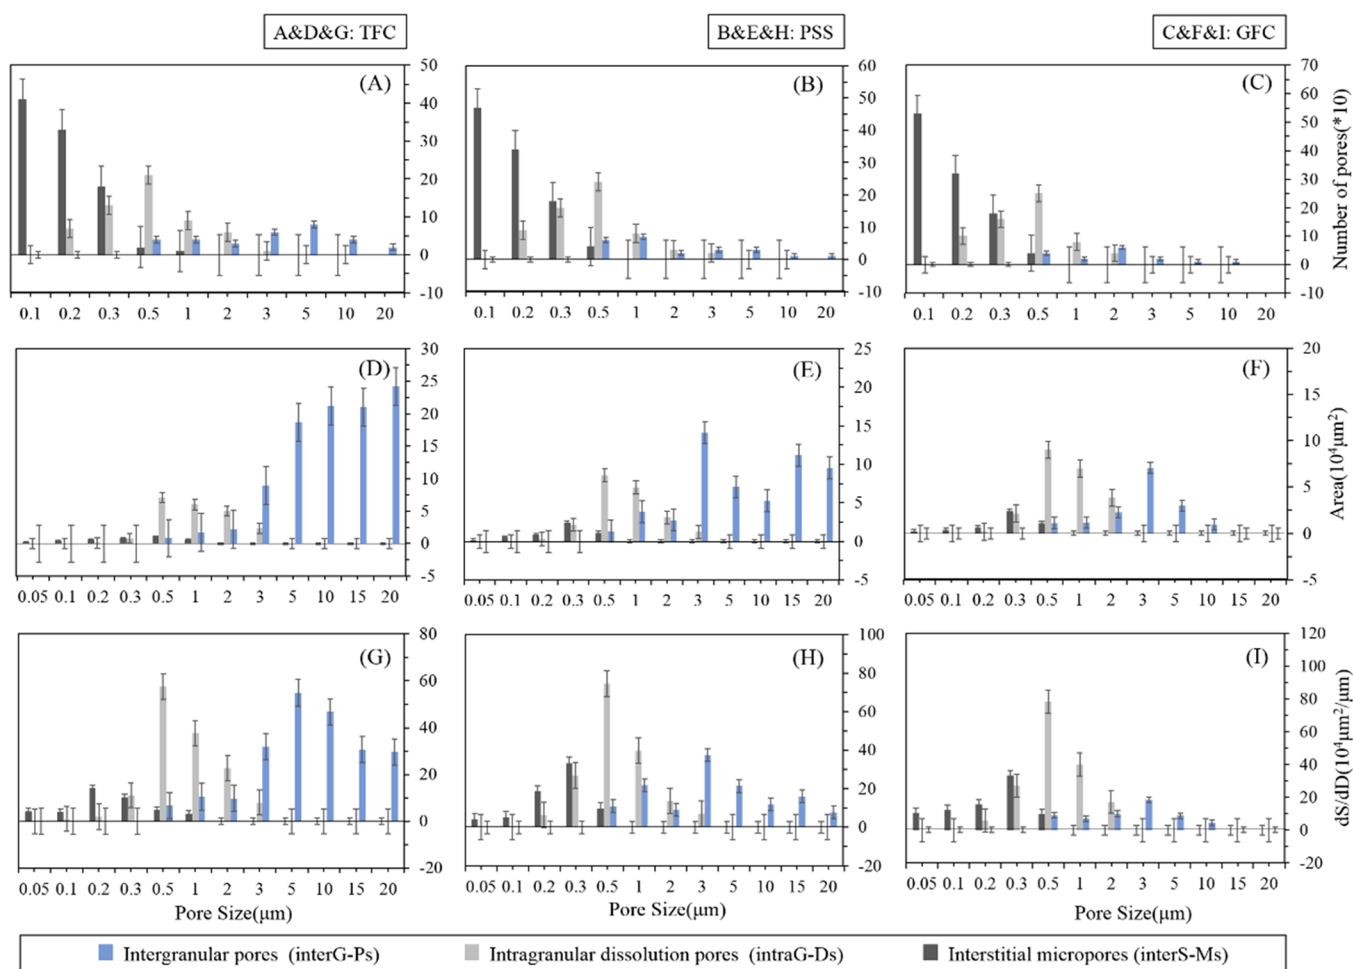 A&D&G: TFC
B&E&H: PSS
C&F&I: GFC
(A)
50
40
30
20
10
0
-10
0.1 0.2 0.3 0.5 1 2 3 5 10 20
(B)
60
50
40
30
20
10
0
-10
0.1 0.2 0.3 0.5 1 2 3 5 10 20
(C)
70
60
50
40
30
20
10
0
-10
Number of pores(*10)
0.1 0.2 0.3 0.5 1 2 3 5 10 20
(D)
30
25
20
15
10
5
0
-5
0.05 0.1 0.2 0.3 0.5 1 2 3 5 10 15 20
(E)
25
20
15
10
5
0
-5
0.05 0.1 0.2 0.3 0.5 1 2 3 5 10 15 20
(F)
20
15
10
5
0
-5
Area(10⁴μm²)
0.05 0.1 0.2 0.3 0.5 1 2 3 5 10 15 20
(G)
80
60
40
20
0
-20
0.05 0.1 0.2 0.3 0.5 1 2 3 5 10 15 20
Pore Size(μm)
(H)
100
80
60
40
20
0
-20
0.05 0.1 0.2 0.3 0.5 1 2 3 5 10 15 20
Pore Size(μm)
(I)
120
100
80
60
40
20
0
-20
dS/dD(10⁴μm²/μm)
0.05 0.1 0.2 0.3 0.5 1 2 3 5 10 15 20
Pore Size(μm)
Intergranular pores (interG-Ps)
Intragranular dissolution pores (intraG-Ds)
Interstitial micropores (interS-Ms)